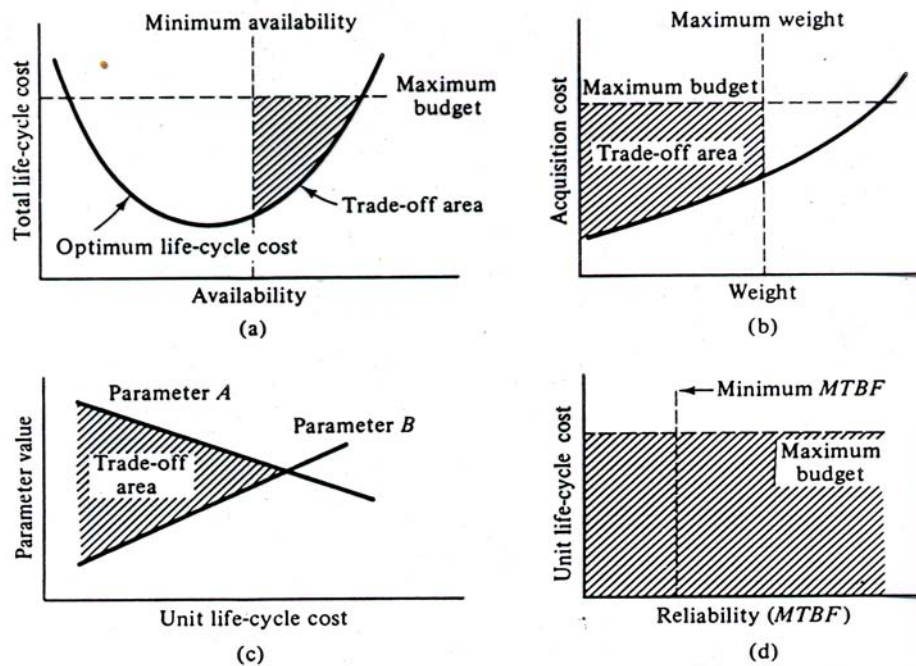 Minimum availability
Total life-cycle cost
Maximum
budget
Trade-off area
Optimum life-cycle cost
Availability
(a)
Maximum weight
Acquisition cost
Maximum budget
Trade-off area
Weight
(b)
Parameter A
Parameter B
Parameter value
Trade-off
area
Unit life-cycle cost
(c)
Minimum MTBF
Unit life-cycle cost
Maximum
budget
Reliability (MTBF)
(d)